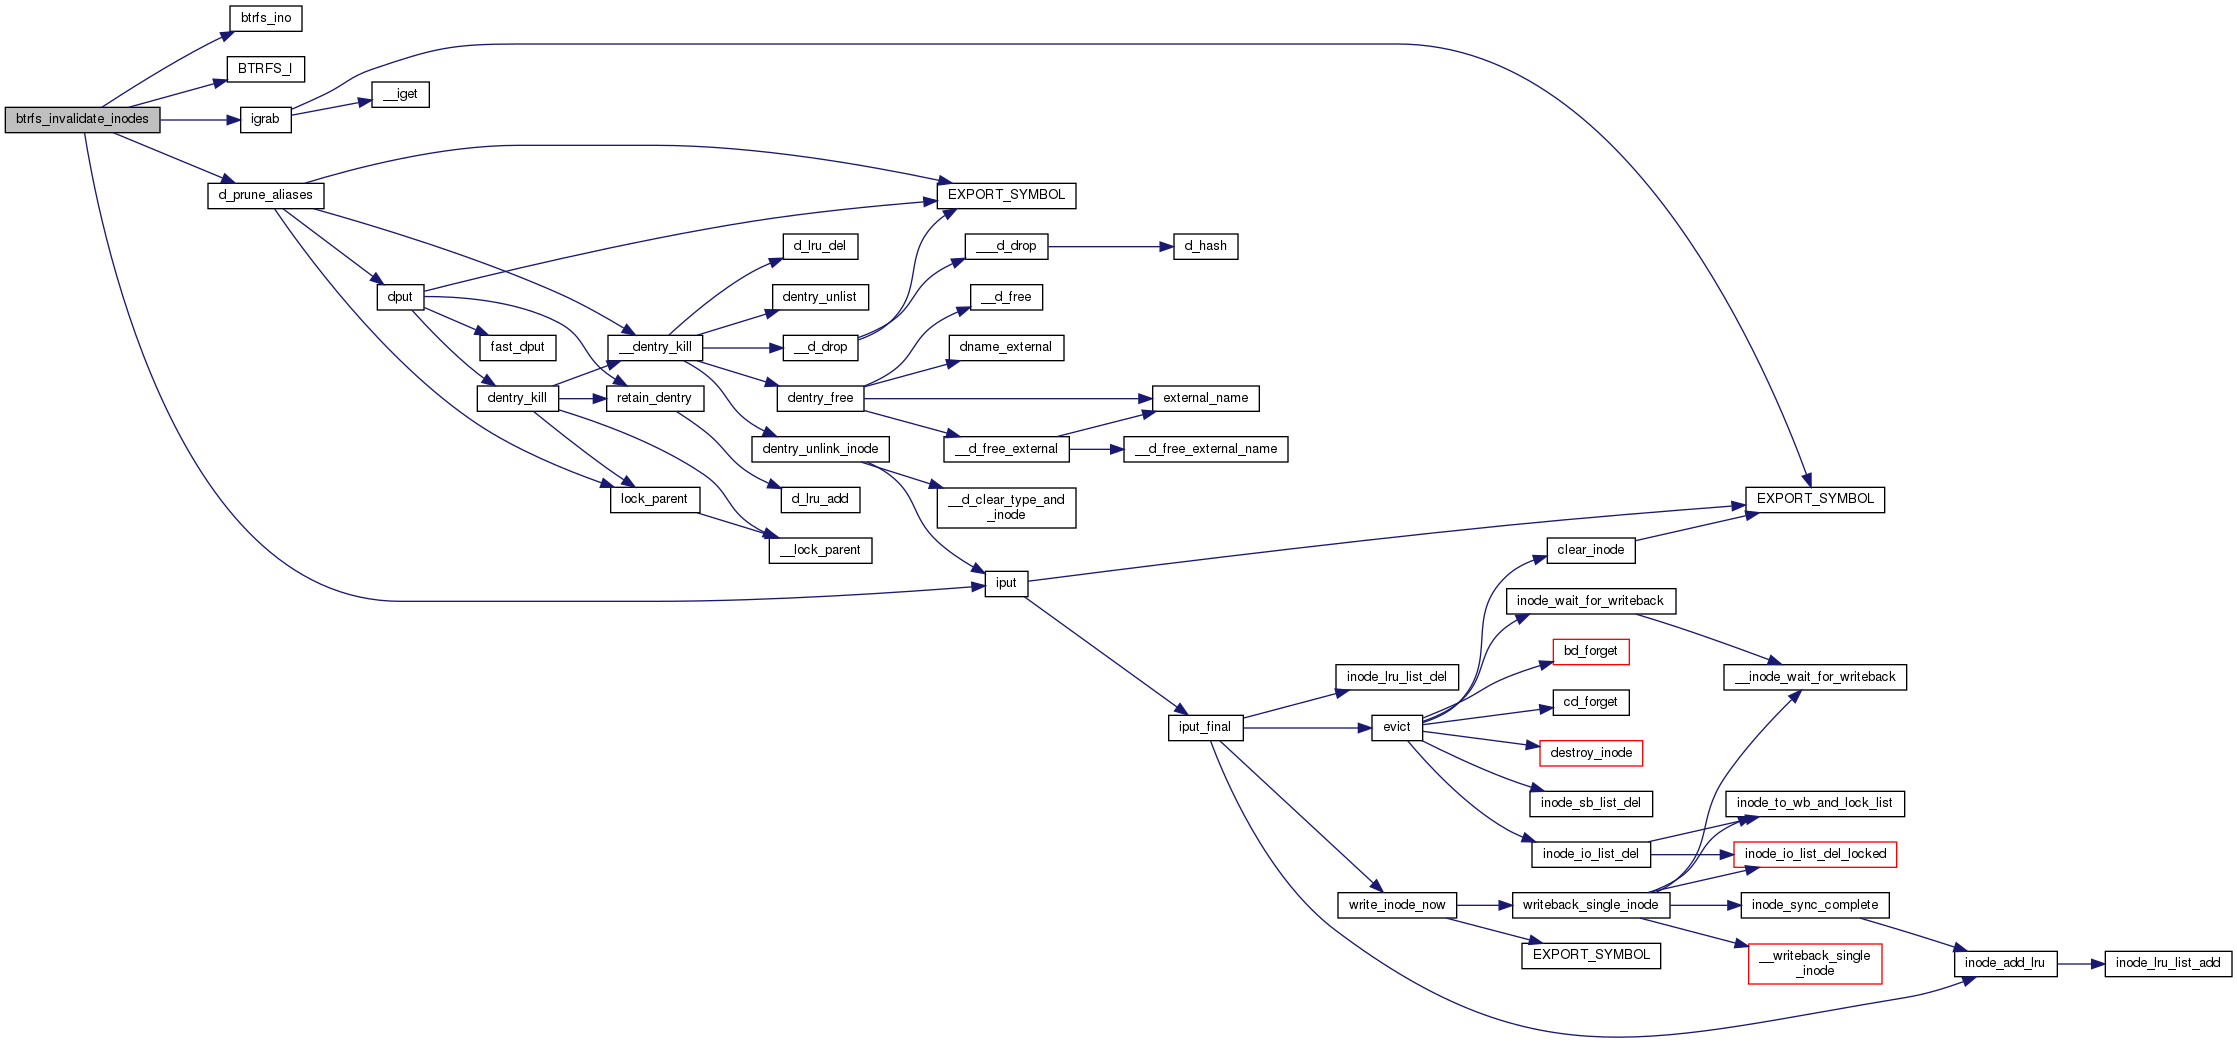 btrfs_ino
BTRFS_I
__iget
btrfs_invalidate_inodes
igrab
d_prune_aliases
EXPORT_SYMBOL
d_lru_del
___d_drop
d_hash
dput
dentry_unlist
__d_free
fast_dput
__dentry_kill
__d_drop
dname_external
dentry_kill
retain_dentry
dentry_free
external_name
dentry_unlink_inode
__d_free_external
__d_free_external_name
lock_parent
d_lru_add
__d_clear_type_and
_inode
EXPORT_SYMBOL
__lock_parent
clear_inode
iput
inode_wait_for_writeback
bd_forget
inode_lru_list_del
__inode_wait_for_writeback
cd_forget
iput_final
evict
destroy_inode
inode_sb_list_del
inode_to_wb_and_lock_list
inode_io_list_del
inode_io_list_del_locked
write_inode_now
writeback_single_inode
inode_sync_complete
EXPORT_SYMBOL
__writeback_single
_inode
inode_add_lru
inode_lru_list_add